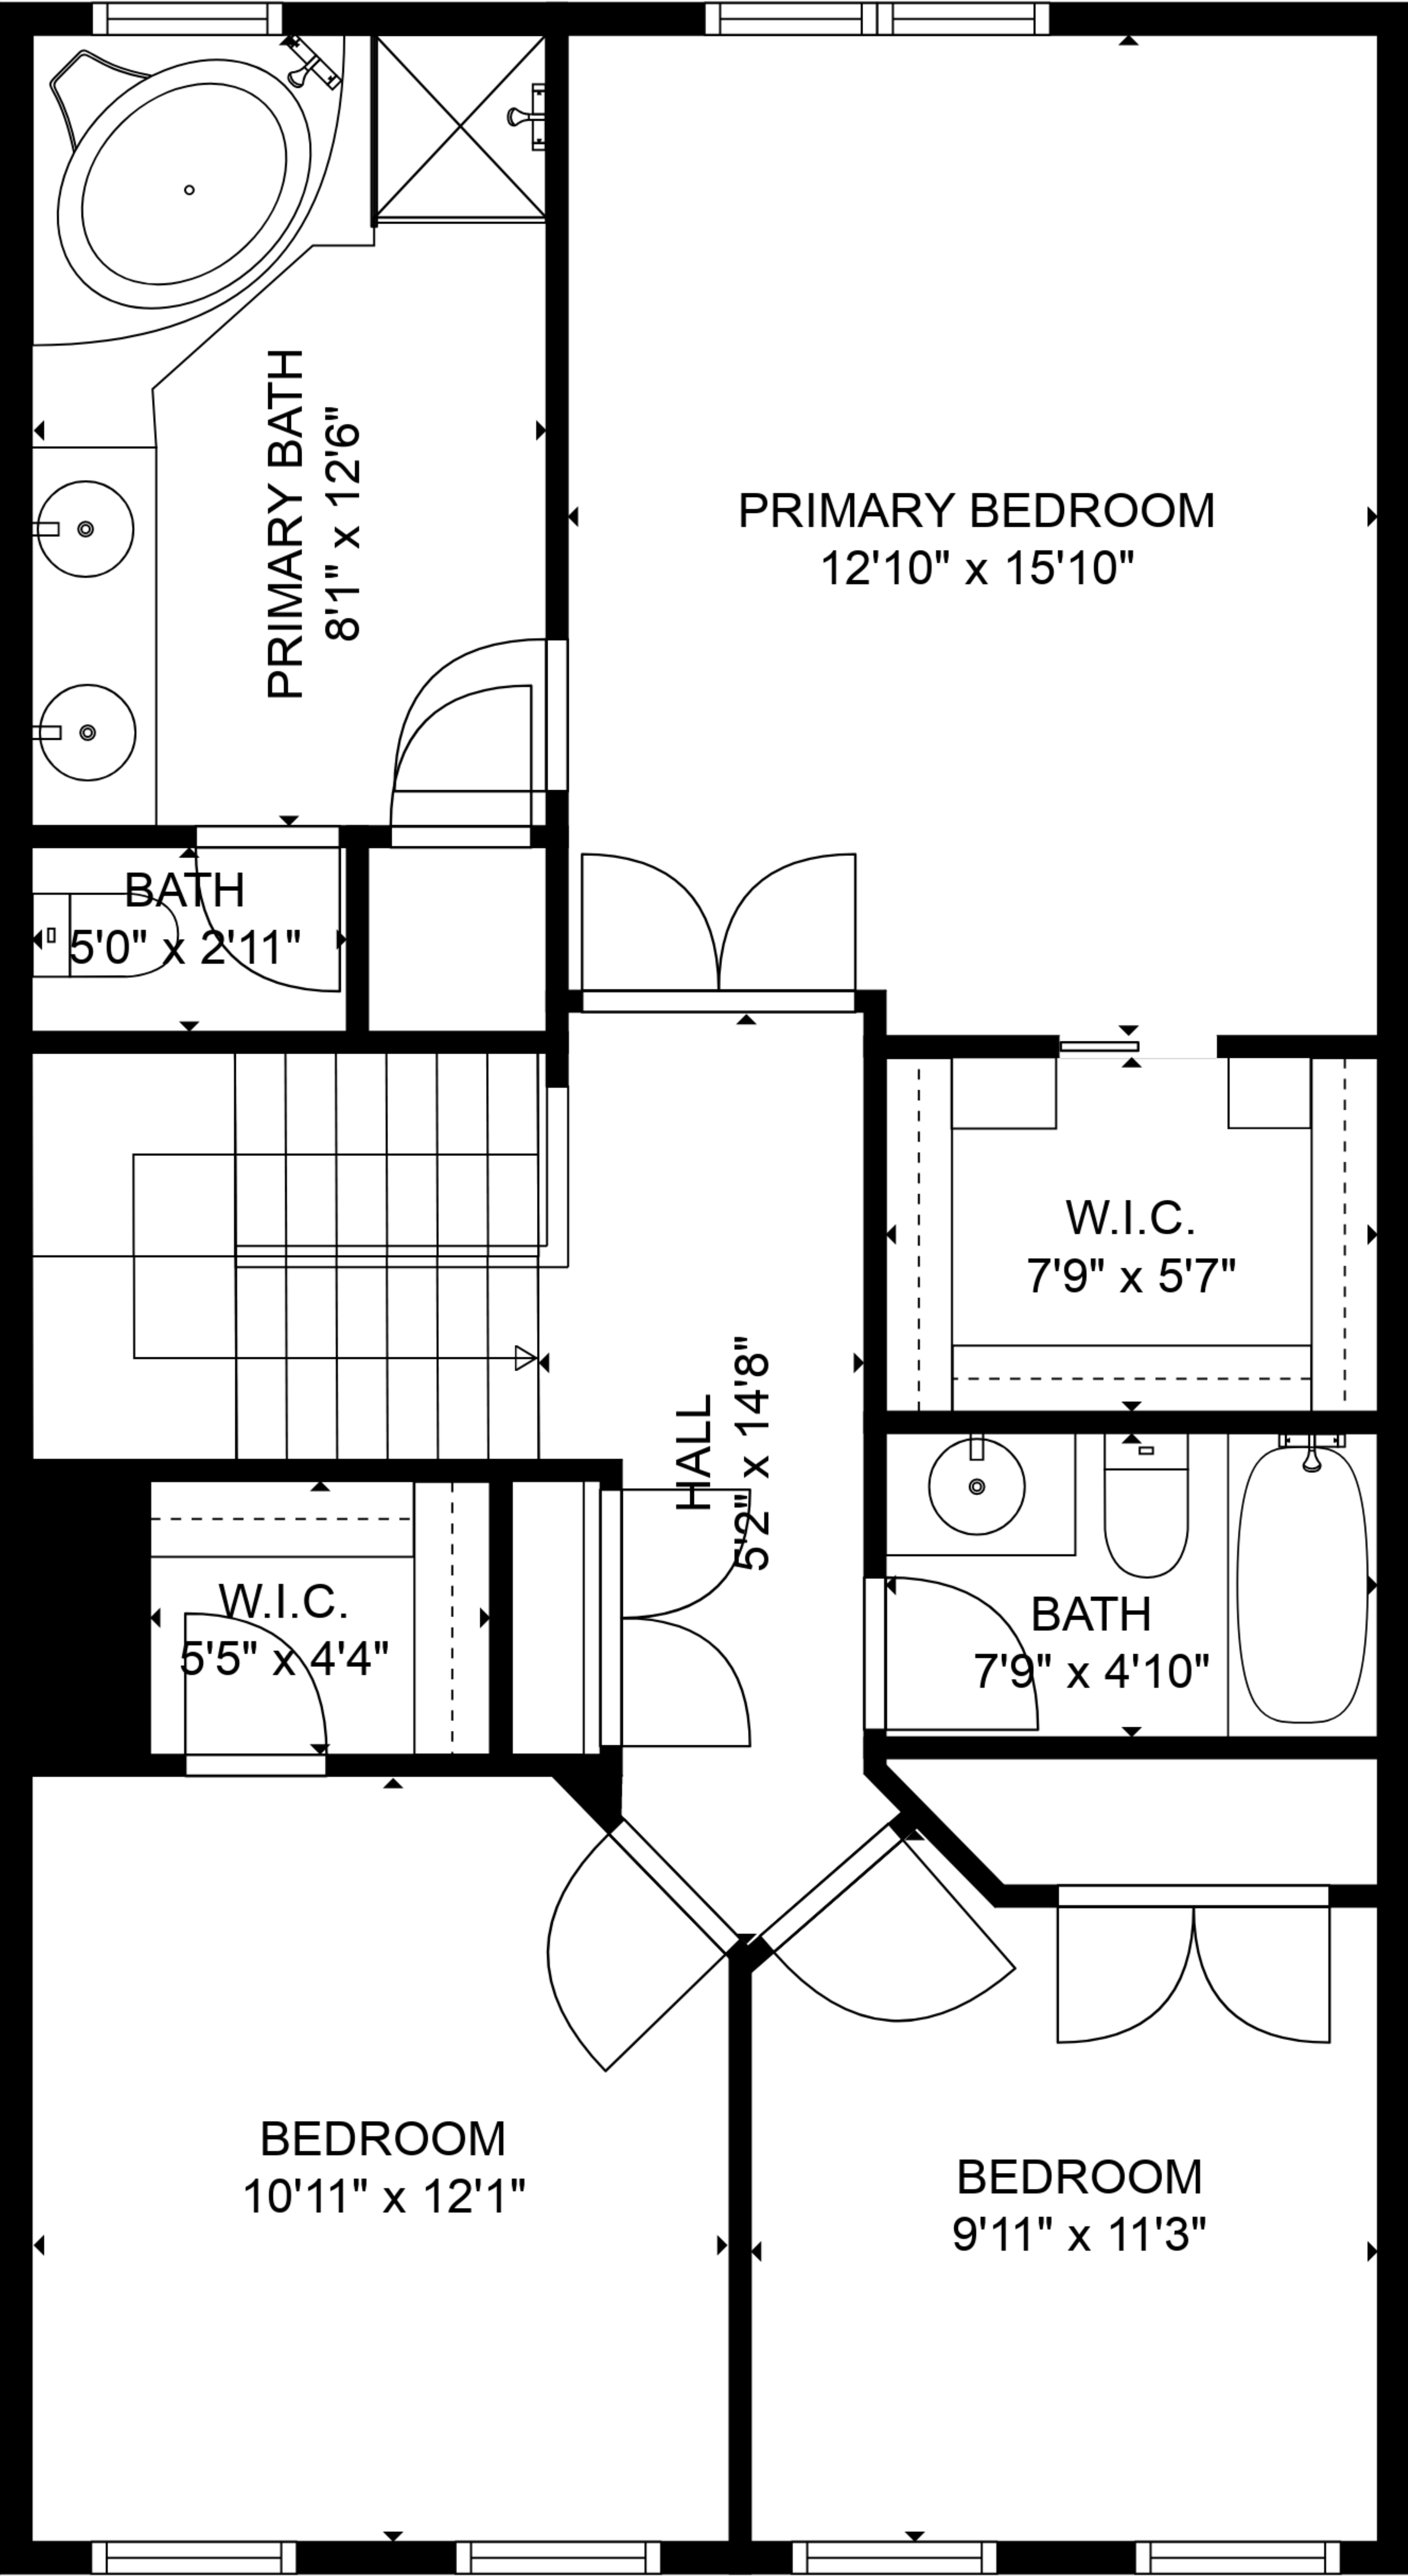 PRIMARY BATH
8'1" x 12'6"
PRIMARY BEDROOM
12'10" x 15'10"
BATH
5'0" x 2'11"
W.I.C.
7'9" x 5'7"
HALL
5'2" x 14'8"
W.I.C.
5'5" x 4'4"
BATH
7'9" x 4'10"
BEDROOM
10'11" x 12'1"
BEDROOM
9'11" x 11'3"